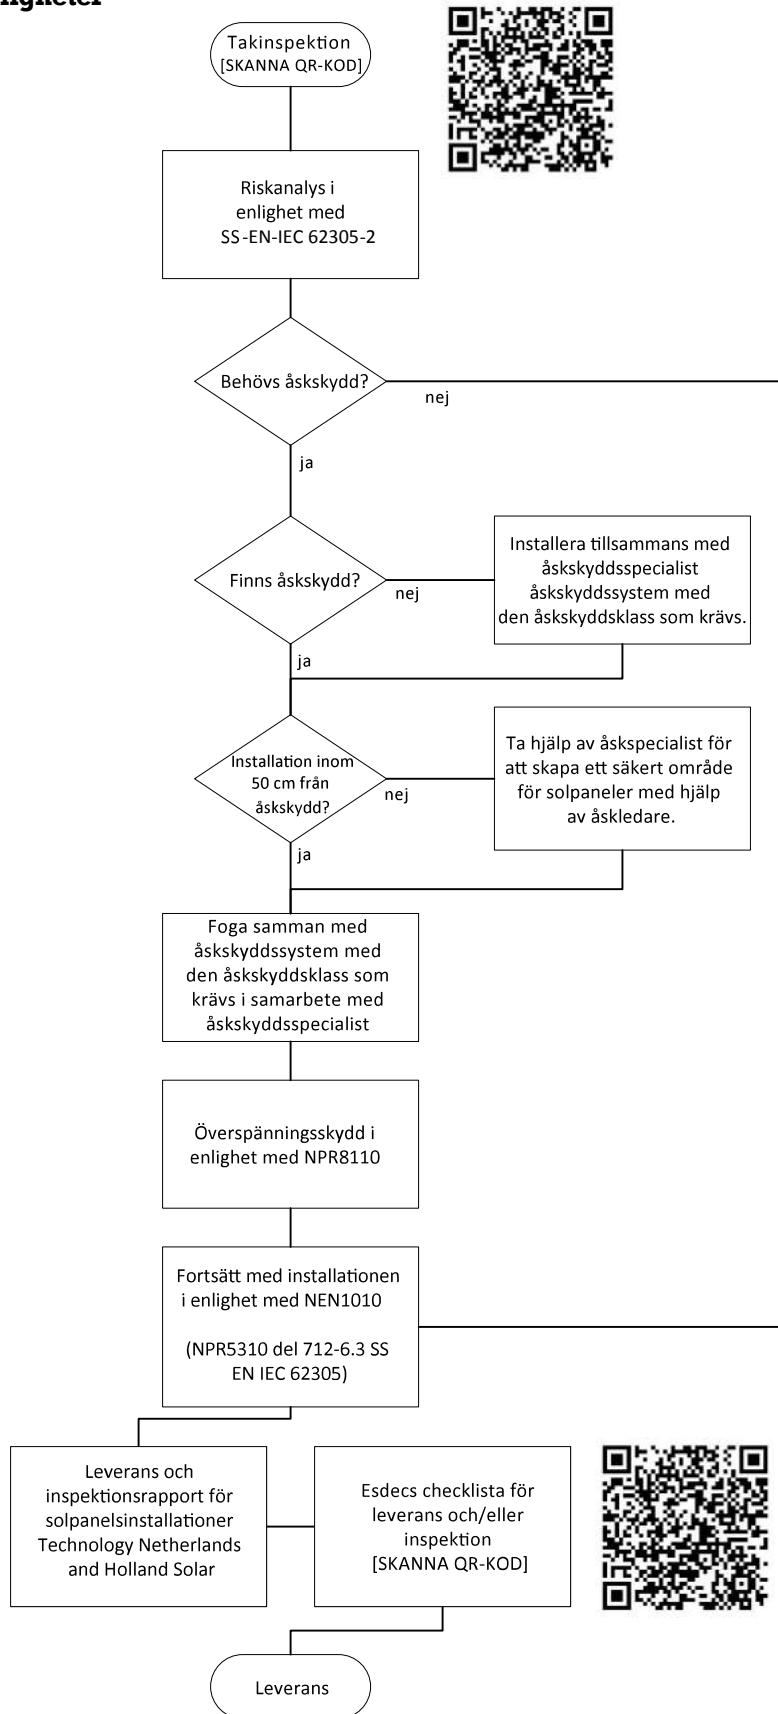 Takinspektion
[SKANNA QR-KOD]
Riskanalys i
enlighet med
SS-EN-IEC 62305-2
Behövs åskskydd?
nej
ja
Finns åskskydd?
nej
Installera tillsammans med
åskskyddsspecialist
åskskyddssystem med
den åskskyddsklass som krävs.
ja
Installation inom
50 cm från
åskskydd?
nej
Ta hjälp av åskspecialist för
att skapa ett säkert område
för solpaneler med hjälp
av åskledare.
ja
Foga samman med
åskskyddssystem med
den åskskyddsklass som
krävs i samarbete med
åskskyddsspecialist
Överspänningsskydd i
enlighet med NPR8110
Fortsätt med installationen
i enlighet med NEN1010
(NPR5310 del 712-6.3 SS
EN IEC 62305)
Leverans och
inspektionsrapport för
solpanelsinstallationer
Technology Netherlands
and Holland Solar
Esdecs checklista för
leverans och/eller
inspektion
[SKANNA QR-KOD]
Leverans